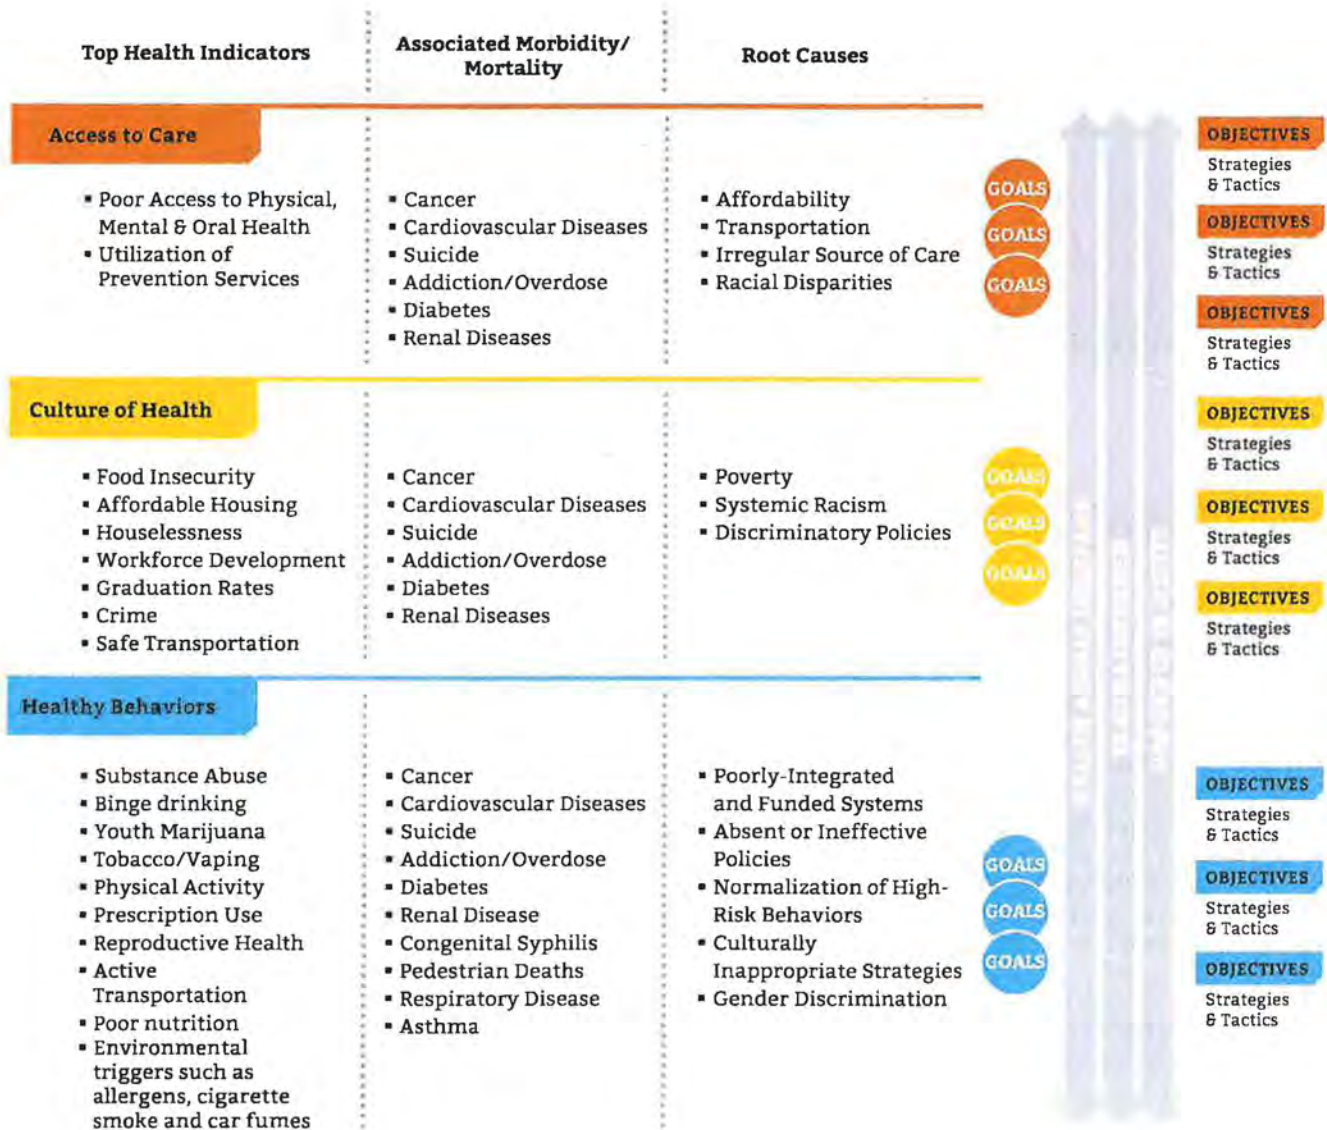 Top Health Indicators
Associated Morbidity/
Mortality
Root Causes
Access to Care
▪ Poor Access to Physical,
Mental & Oral Health
▪ Utilization of
Prevention Services
▪ Cancer
▪ Cardiovascular Diseases
▪ Suicide
▪ Addiction/Overdose
▪ Diabetes
▪ Renal Diseases
▪ Affordability
▪ Transportation
▪ Irregular Source of Care
▪ Racial Disparities
GOALS
GOALS
GOALS
OBJECTIVES
Strategies
& Tactics
OBJECTIVES
Strategies
& Tactics
OBJECTIVES
Strategies
& Tactics
Culture of Health
▪ Food Insecurity
▪ Affordable Housing
▪ Houselessness
▪ Workforce Development
▪ Graduation Rates
▪ Crime
▪ Safe Transportation
▪ Cancer
▪ Cardiovascular Diseases
▪ Suicide
▪ Addiction/Overdose
▪ Diabetes
▪ Renal Diseases
▪ Poverty
▪ Systemic Racism
▪ Discriminatory Policies
GOALS
GOALS
GOALS
OBJECTIVES
Strategies
& Tactics
OBJECTIVES
Strategies
& Tactics
OBJECTIVES
Strategies
& Tactics
Healthy Behaviors
▪ Substance Abuse
▪ Binge drinking
▪ Youth Marijuana
▪ Tobacco/Vaping
▪ Physical Activity
▪ Prescription Use
▪ Reproductive Health
▪ Active
Transportation
▪ Poor nutrition
▪ Environmental
triggers such as
allergens, cigarette
smoke and car fumes
▪ Cancer
▪ Cardiovascular Diseases
▪ Suicide
▪ Addiction/Overdose
▪ Diabetes
▪ Renal Disease
▪ Congenital Syphilis
▪ Pedestrian Deaths
▪ Respiratory Disease
▪ Asthma
▪ Poorly-Integrated
and Funded Systems
▪ Absent or Ineffective
Policies
▪ Normalization of High-
Risk Behaviors
▪ Culturally
Inappropriate Strategies
▪ Gender Discrimination
GOALS
GOALS
GOALS
OBJECTIVES
Strategies
& Tactics
OBJECTIVES
Strategies
& Tactics
OBJECTIVES
Strategies
& Tactics